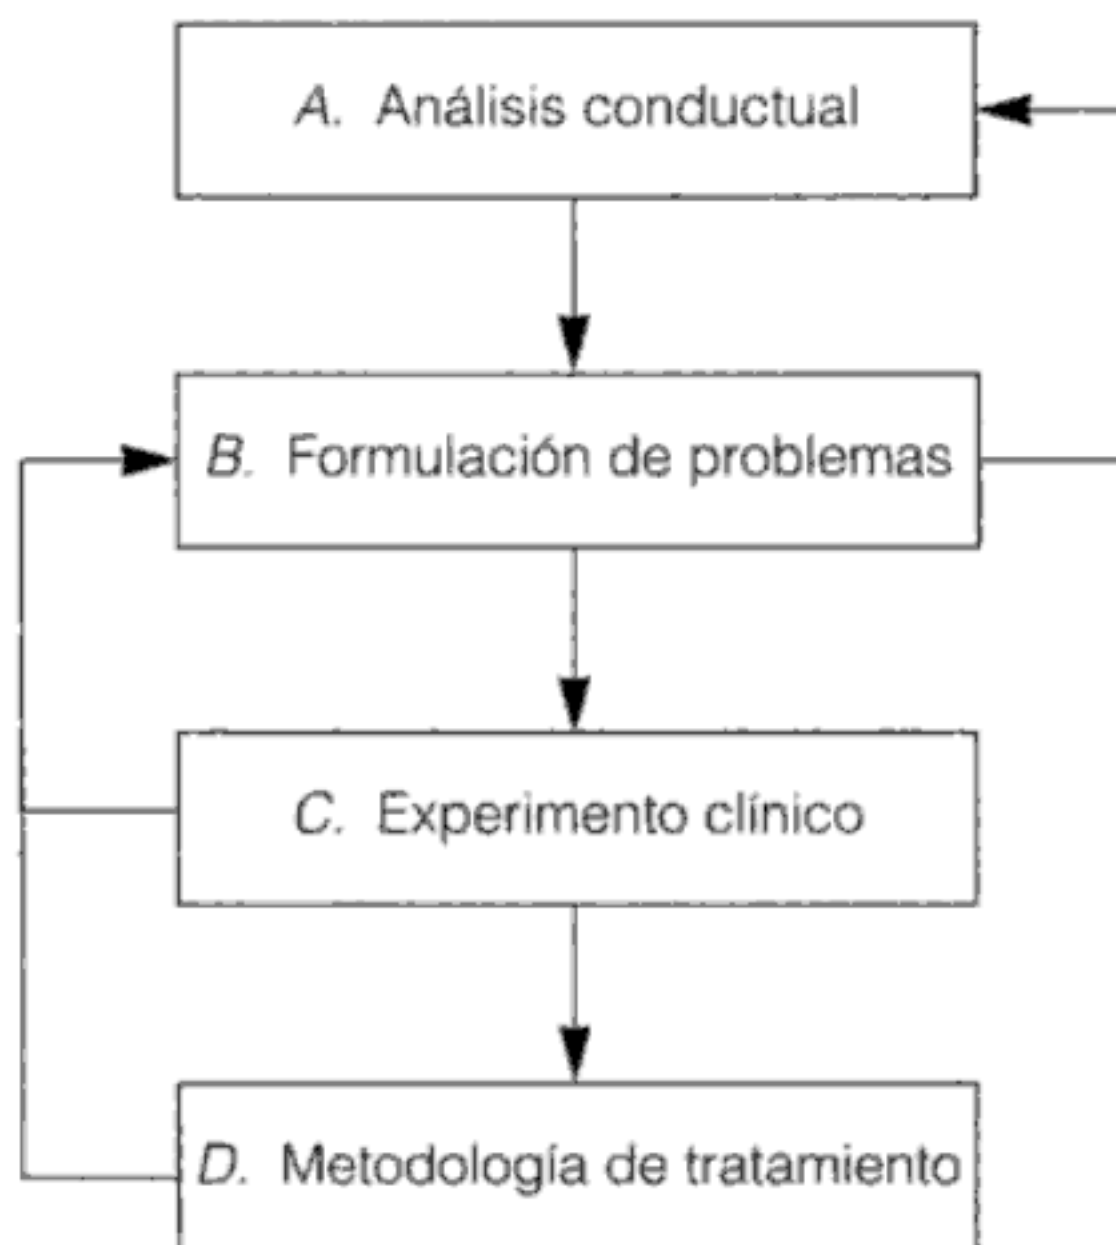 A. Análisis conductual
B. Formulación de problemas
C. Experimento clínico
D. Metodología de tratamiento